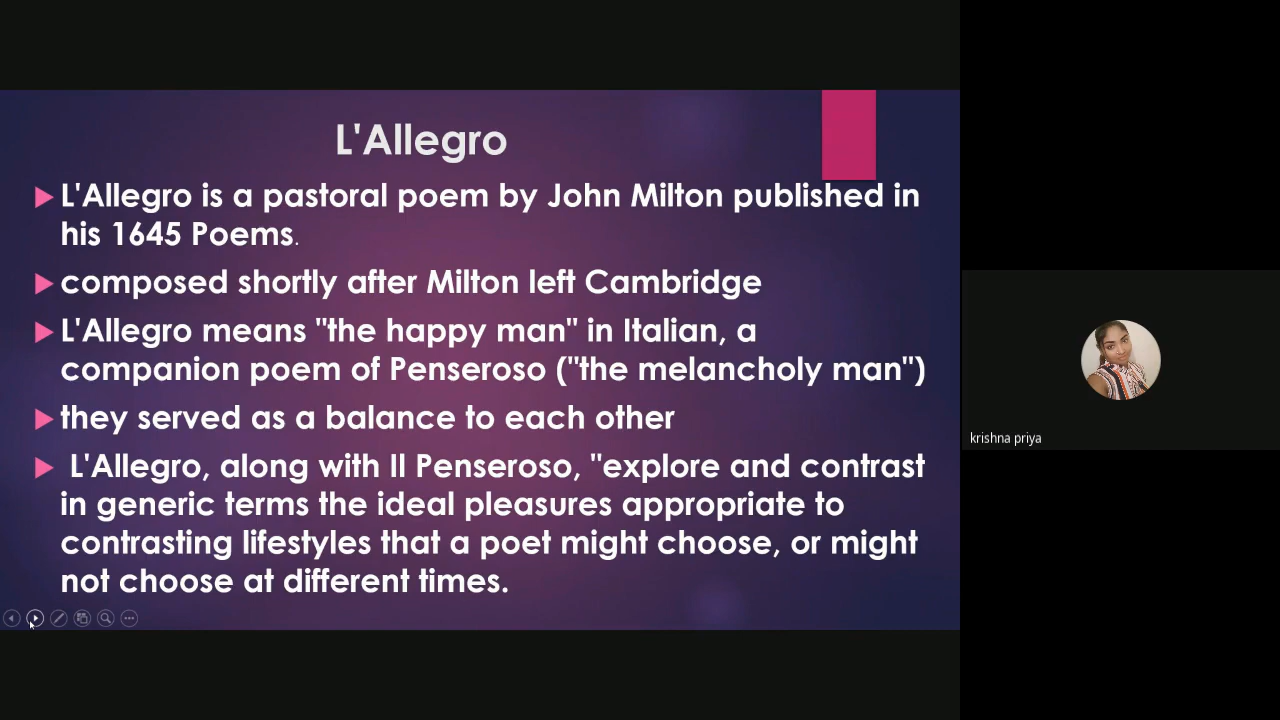 L'Allegro
L'Allegro is a pastoral poem by John Milton published in
his 1645 Poems.
composed shortly after Milton left Cambridge
L'Allegro means "the happy man" in Italian, a
companion poem of Penseroso ("the melancholy man")
they served as a balance to each other
L'Allegro, along with Il Penseroso, "explore and contrast
in generic terms the ideal pleasures appropriate to
contrasting lifestyles that a poet might choose, or might
not choose at different times.
krishna priya